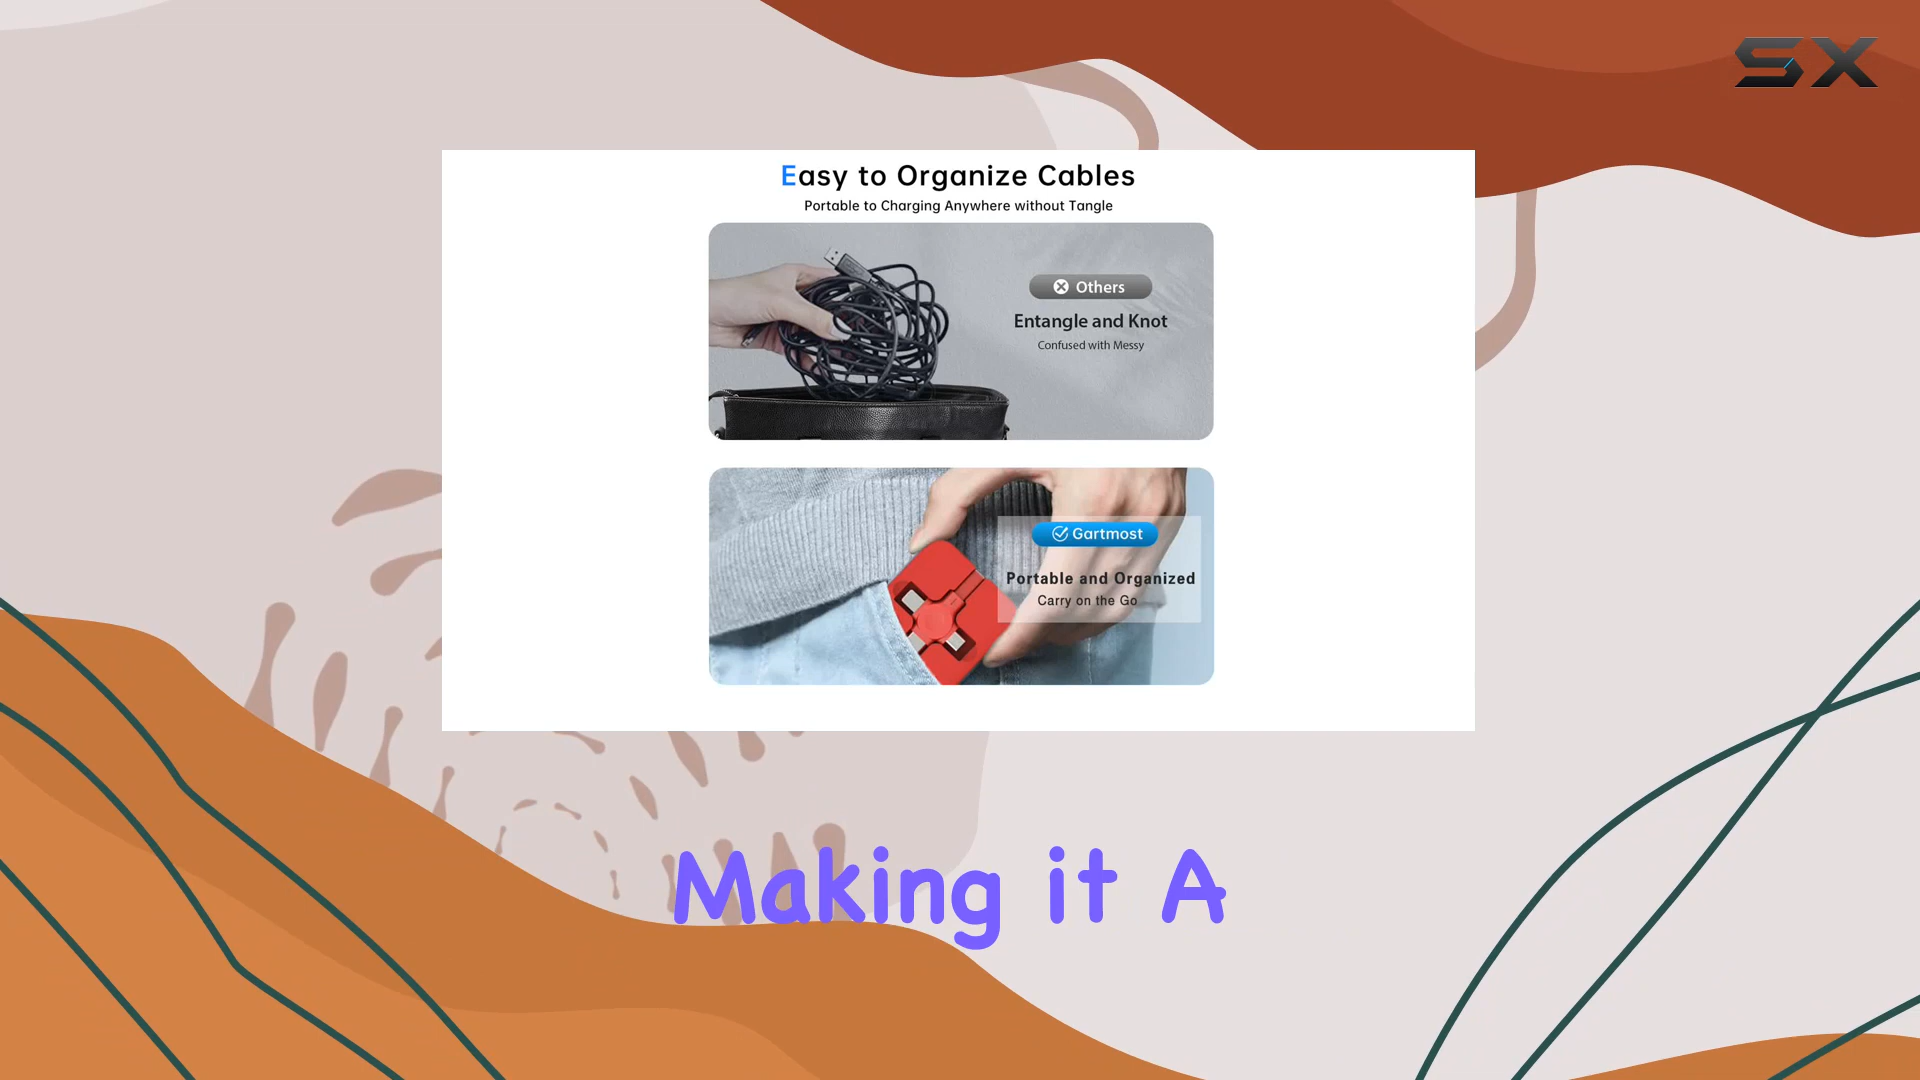 SX
Easy to Organize Cables
Portable to Charging Anywhere without Tangle
Others
Entangle and Knot
Confused with Messy
Gartmost
Portable and Organized
Carry on the Go
Making it A